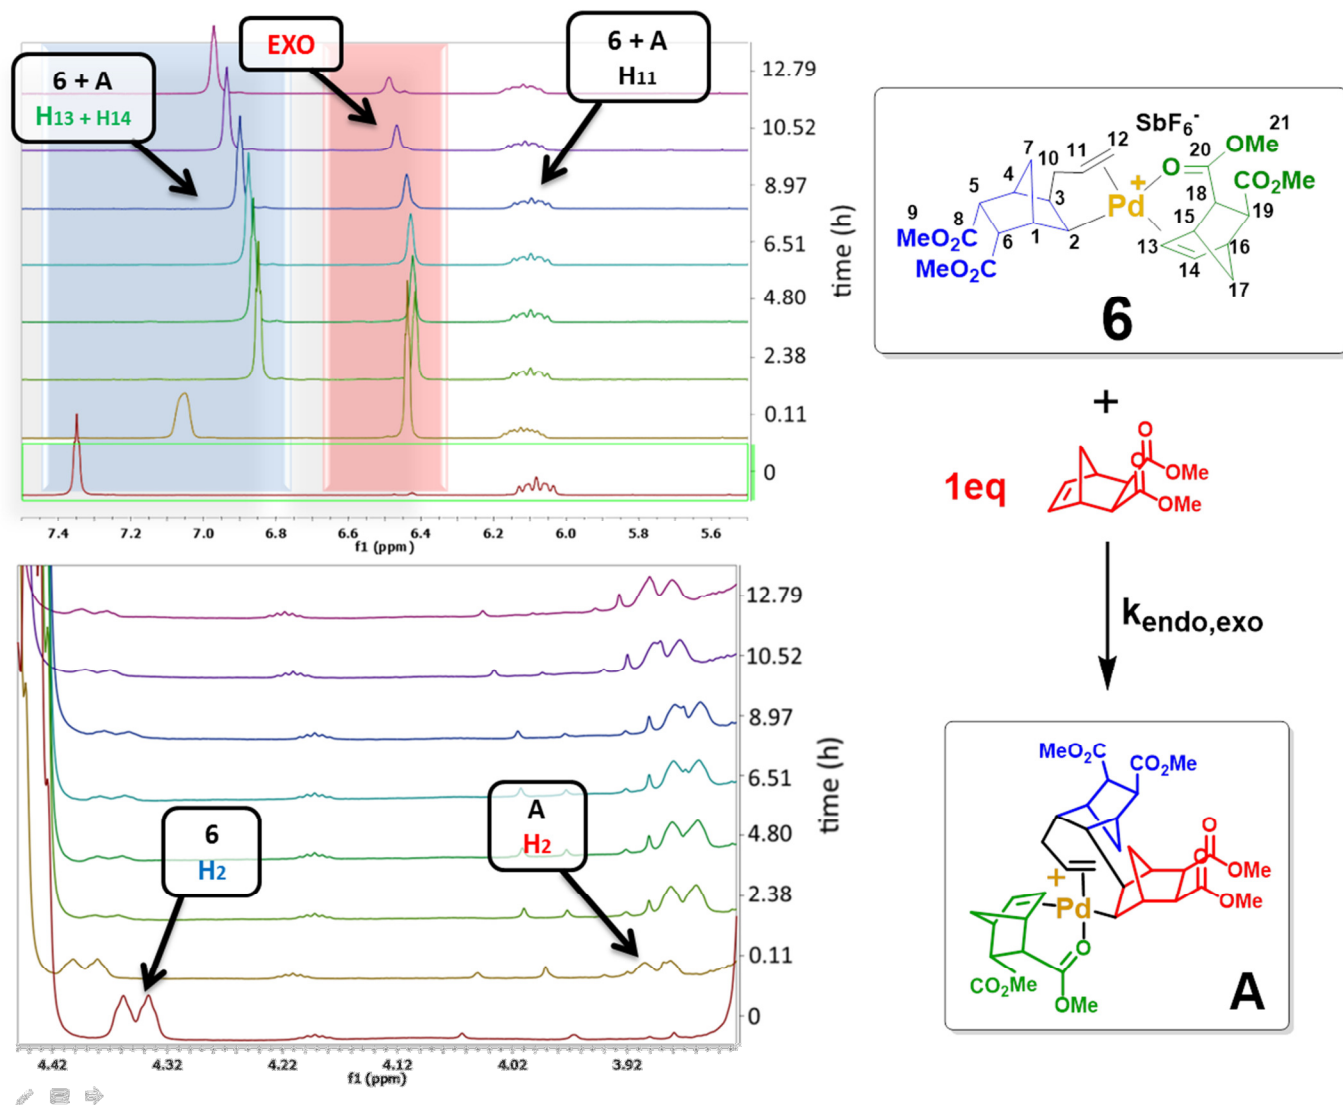 6 + A
H13 + H14
EXO
6 + A
H11
12.79
10.52
8.97
6.51
4.80
2.38
0.11
0
time (h)
7.4 7.2 7.0 6.8 6.6 6.4 6.2 6.0 5.8 5.6
f1 (ppm)
12.79
10.52
8.97
6.51
4.80
2.38
0.11
0
time (h)
6
H2
A
H2
4.42 4.32 4.22 4.12 4.02 3.92
f1 (ppm)
SbF6-
21
OMe
20
O
CO2Me
7
10
11
12
4
5
3
Pd
+
18
19
15
9
8
MeO2C
6
1
2
13
16
14
MeO2C
17
6
+
1eq
O
O
OMe
OMe
kendo,exo
MeO2C
CO2Me
O
O
OMe
OMe
+
Pd
O
CO2Me
OMe
A